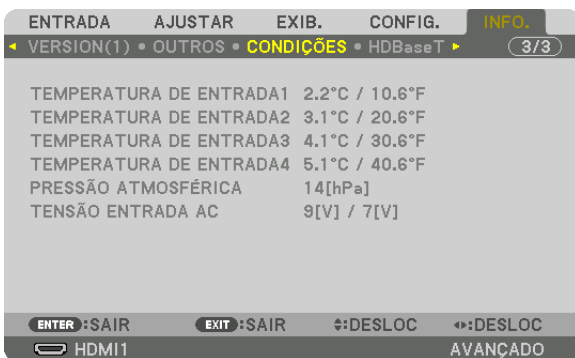 ENTRADA AJUSTAR EXIB. CONFIG. INFO.
VERSION(1) • OUTROS • CONDIÇÕES • HDBaseT 3/3
TEMPERATURA DE ENTRADA1 2.2°C / 10.6°F
TEMPERATURA DE ENTRADA2 3.1°C / 20.6°F
TEMPERATURA DE ENTRADA3 4.1°C / 30.6°F
TEMPERATURA DE ENTRADA4 5.1°C / 40.6°F
PRESSÃO ATMOSFÉRICA 14[hPa]
TENSÃO ENTRADA AC 9[V] / 7[V]
ENTER :SAIR EXIT :SAIR :DESLOC :DESLOC
HDMI1 AVANÇADO